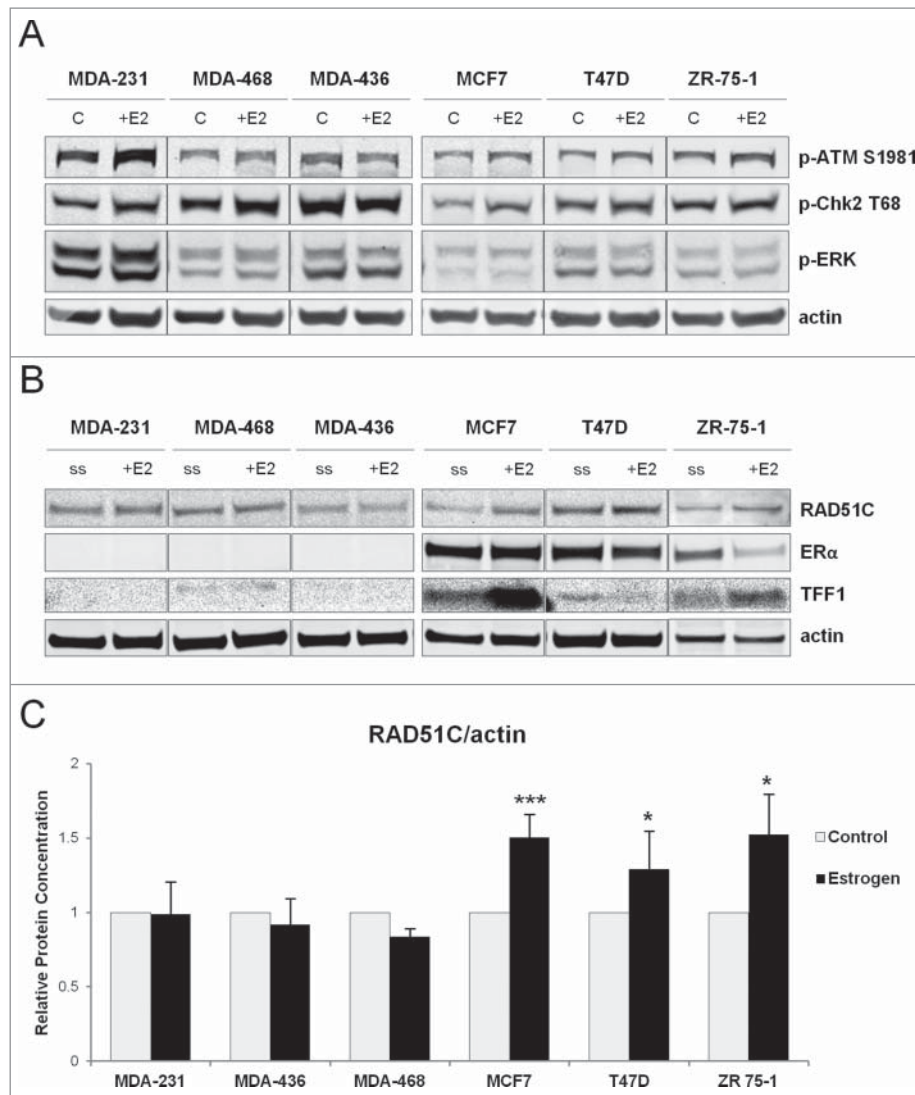 A
MDA-231 MDA-468 MDA-436 MCF7 T47D ZR-75-1
C +E2 C +E2 C +E2 C +E2 C +E2 C +E2
p-ATM S1981
p-Chk2 T68
p-ERK
actin
B
MDA-231 MDA-468 MDA-436 MCF7 T47D ZR-75-1
ss +E2 ss +E2 ss +E2 ss +E2 ss +E2 ss +E2
RAD51C
ERα
TFF1
actin
C
RAD51C/actin
Relative Protein Concentration
2
1.5
1
0.5
0
*** * *
Control
Estrogen
MDA-231 MDA-436 MDA-468 MCF7 T47D ZR 75-1